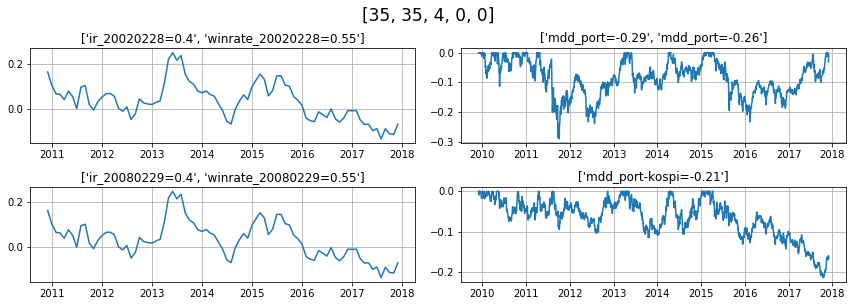 [35, 35, 4, 0, 0]
['ir_20020228=0.4', 'winrate_20020228=0.55']
0.2
0.0
2011 2012 2013 2014 2015 2016 2017 2018
['mdd_port=-0.29', 'mdd_port=-0.26']
0.0
−0.1
−0.2
−0.3
2010 2011 2012 2013 2014 2015 2016 2017 2018
['ir_20080229=0.4', 'winrate_20080229=0.55']
0.2
0.0
2011 2012 2013 2014 2015 2016 2017 2018
['mdd_port-kospi=-0.21']
0.0
−0.1
−0.2
2010 2011 2012 2013 2014 2015 2016 2017 2018